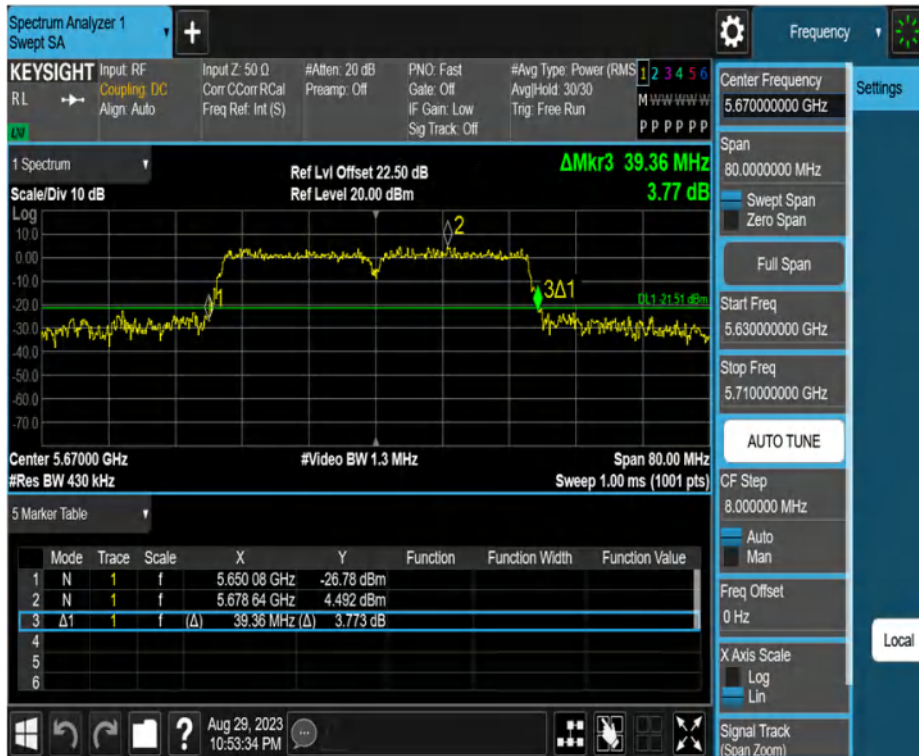 Spectrum Analyzer 1
Swept SA
+
Frequency
KEYSIGHT
RL
Input: RF
Coupling: DC
Align: Auto
Input Z: 50 Ω
Corr CCorr RCal
Freq Ref: Int (S)
#Atten: 20 dB
Preamp: Off
PNO: Fast
Gate: Off
IF Gain: Low
Sig Track: Off
#Avg Type: Power (RMS
Avg|Hold: 30/30
Trig: Free Run
1 2 3 4 5 6
M W W W W W
P P P P P P
1 Spectrum
Scale/Div 10 dB
Ref Lvl Offset 22.50 dB
Ref Level 20.00 dBm
ΔMkr3 39.36 MHz
3.77 dB
Log
10.0
0.00
-10.0
-20.0
-30.0
-40.0
-50.0
-60.0
-70.0
1
2
3Δ1
DL1 -21.51 dBm
Center 5.67000 GHz
#Video BW 1.3 MHz
Span 80.00 MHz
#Res BW 430 kHz
Sweep 1.00 ms (1001 pts)
5 Marker Table
Mode Trace Scale X Y Function Function Width Function Value
1 N 1 f 5.650 08 GHz -26.78 dBm
2 N 1 f 5.678 64 GHz 4.492 dBm
3 Δ1 1 f (Δ) 39.36 MHz (Δ) 3.773 dB
4
5
6
?
Aug 29, 2023
10:53:34 PM
Center Frequency
5.670000000 GHz
Span
80.0000000 MHz
Swept Span
Zero Span
Full Span
Start Freq
5.630000000 GHz
Stop Freq
5.710000000 GHz
AUTO TUNE
CF Step
8.000000 MHz
Auto
Man
Freq Offset
0 Hz
X Axis Scale
Log
Lin
Signal Track
(Span Zoom)
Settings
Local